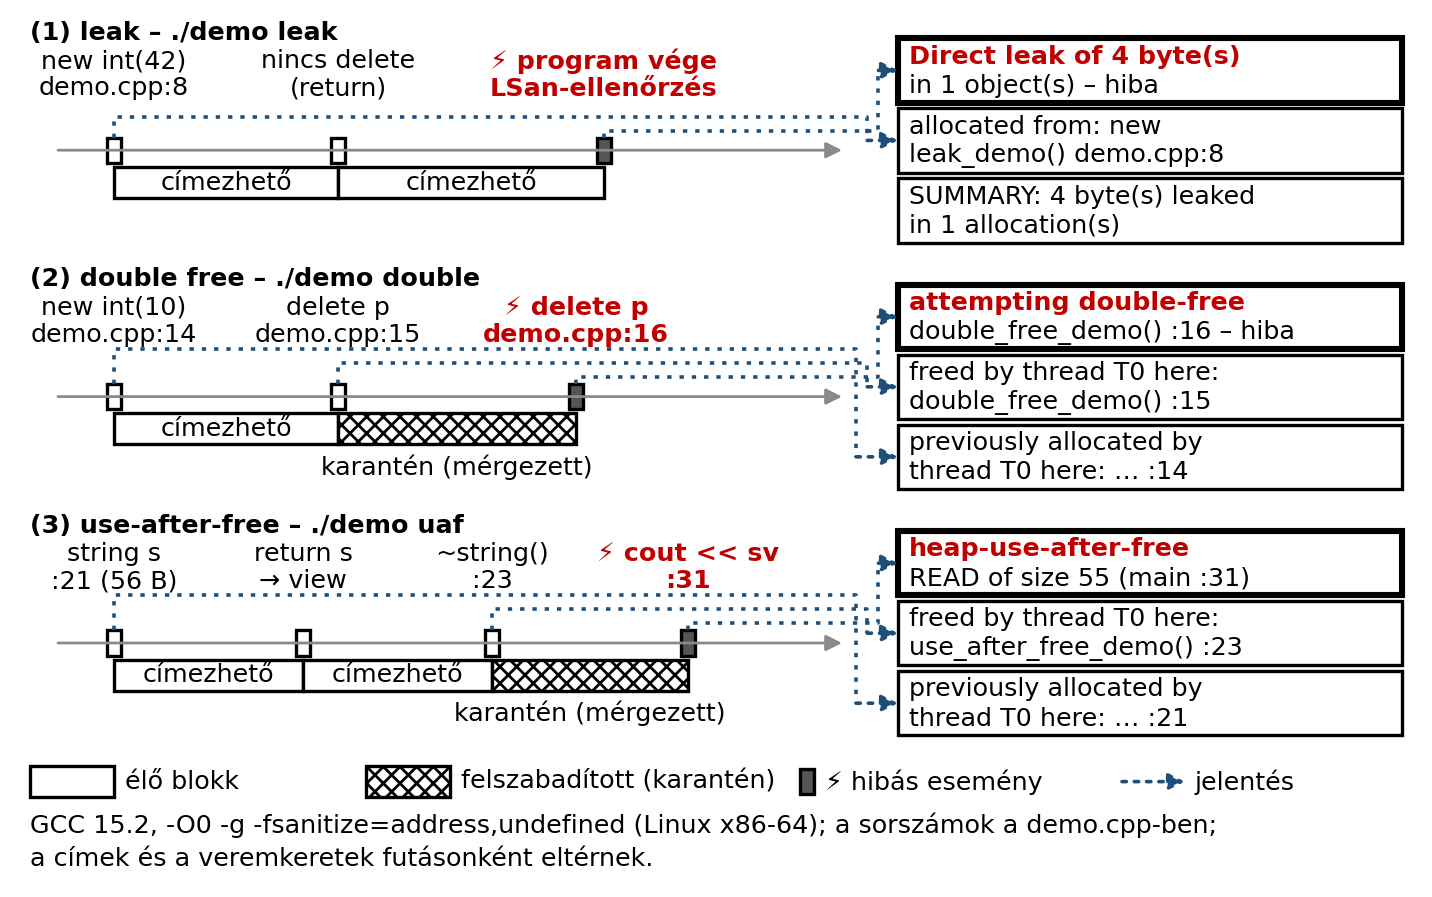 (1) leak – ./demo leak
new int(42)
demo.cpp:8
nincs delete
(return)
⚡ program vége
LSan-ellenőrzés
címezhető
címezhető
Direct leak of 4 byte(s)
in 1 object(s) – hiba
allocated from: new
leak_demo() demo.cpp:8
SUMMARY: 4 byte(s) leaked
in 1 allocation(s)
(2) double free – ./demo double
new int(10)
demo.cpp:14
delete p
demo.cpp:15
⚡ delete p
demo.cpp:16
címezhető
karantén (mérgezett)
attempting double-free
double_free_demo() :16 – hiba
freed by thread T0 here:
double_free_demo() :15
previously allocated by
thread T0 here: … :14
(3) use-after-free – ./demo uaf
string s
:21 (56 B)
return s
→ view
~string()
:23
⚡ cout << sv
:31
címezhető
címezhető
karantén (mérgezett)
heap-use-after-free
READ of size 55 (main :31)
freed by thread T0 here:
use_after_free_demo() :23
previously allocated by
thread T0 here: … :21
élő blokk
felszabadított (karantén)
⚡ hibás esemény
jelentés
GCC 15.2, -O0 -g -fsanitize=address,undefined (Linux x86-64); a sorszámok a demo.cpp-ben;
a címek és a veremkeretek futásonként eltérnek.